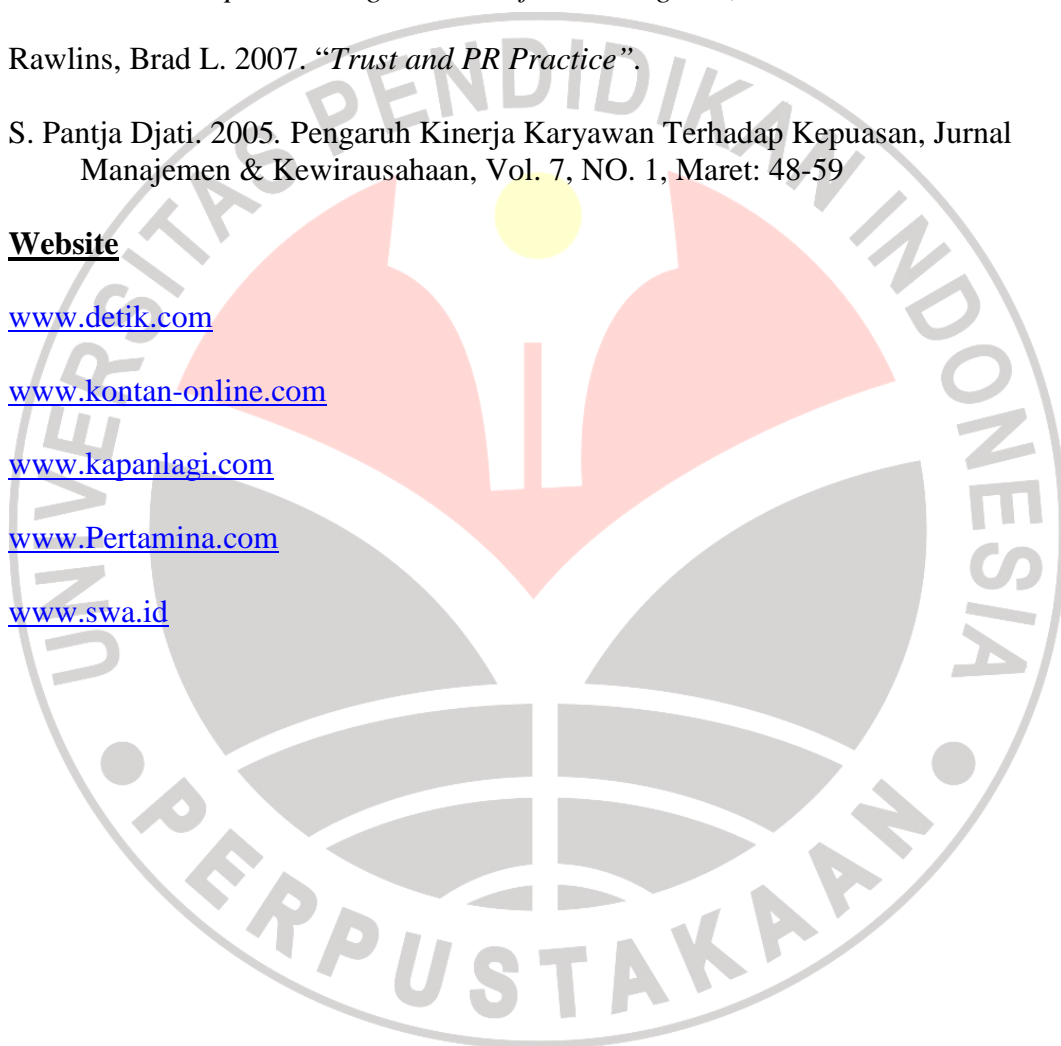 Rawlins, Brad L. 2007. “Trust and PR Practice”.
S. Pantja Djati. 2005. Pengaruh Kinerja Karyawan Terhadap Kepuasan, Jurnal
Manajemen & Kewirausahaan, Vol. 7, NO. 1, Maret: 48-59
Website
www.detik.com
www.kontan-online.com
www.kapanlagi.com
www.Pertamina.com
www.swa.id
UNIVERSITAS PENDIDIKAN INDONESIA
PERPUSTAKAAN